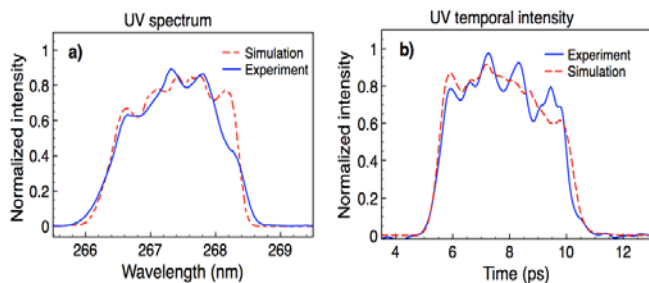 UV spectrum
a)
Simulation
Experiment
Normalized intensity
1
0.8
0.6
0.4
0.2
0
266 267 268 269
Wavelength (nm)
UV temporal intensity
b)
Experiment
Simulation
Normalized intensity
1
0.8
0.6
0.4
0.2
0
4 6 8 10 12
Time (ps)